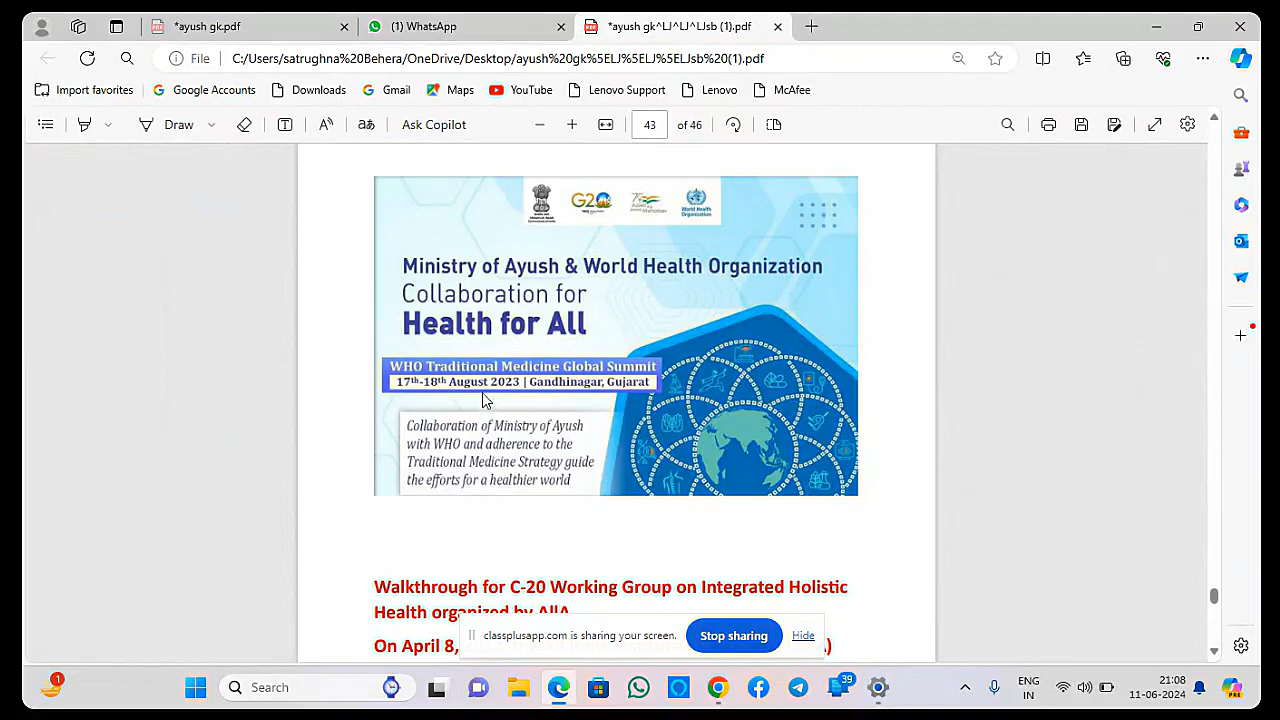 *ayush gk.pdf
(1) WhatsApp
*ayush gk^LJ^LJ^LJsb (1).pdf
File
C:/Users/satrughna%20Behera/OneDrive/Desktop/ayush%20gk%5ELJ%5ELJ%5ELJsb%20(1).pdf
Import favorites
Google Accounts
Downloads
Gmail
Maps
YouTube
Lenovo Support
Lenovo
McAfee
Draw
Ask Copilot
43 of 46
G20
World Health
Organization
Ministry of Ayush & World Health Organization
Collaboration for
Health for All
WHO Traditional Medicine Global Summit
17th-18th August 2023 | Gandhinagar, Gujarat
Collaboration of Ministry of Ayush
with WHO and adherence to the
Traditional Medicine Strategy guide
the efforts for a healthier world
Walkthrough for C-20 Working Group on Integrated Holistic
Health organized by AIIA
On April 8,
classplusapp.com is sharing your screen.
Stop sharing
Hide
1
Search
39
ENG
IN
21:08
11-06-2024
PRE